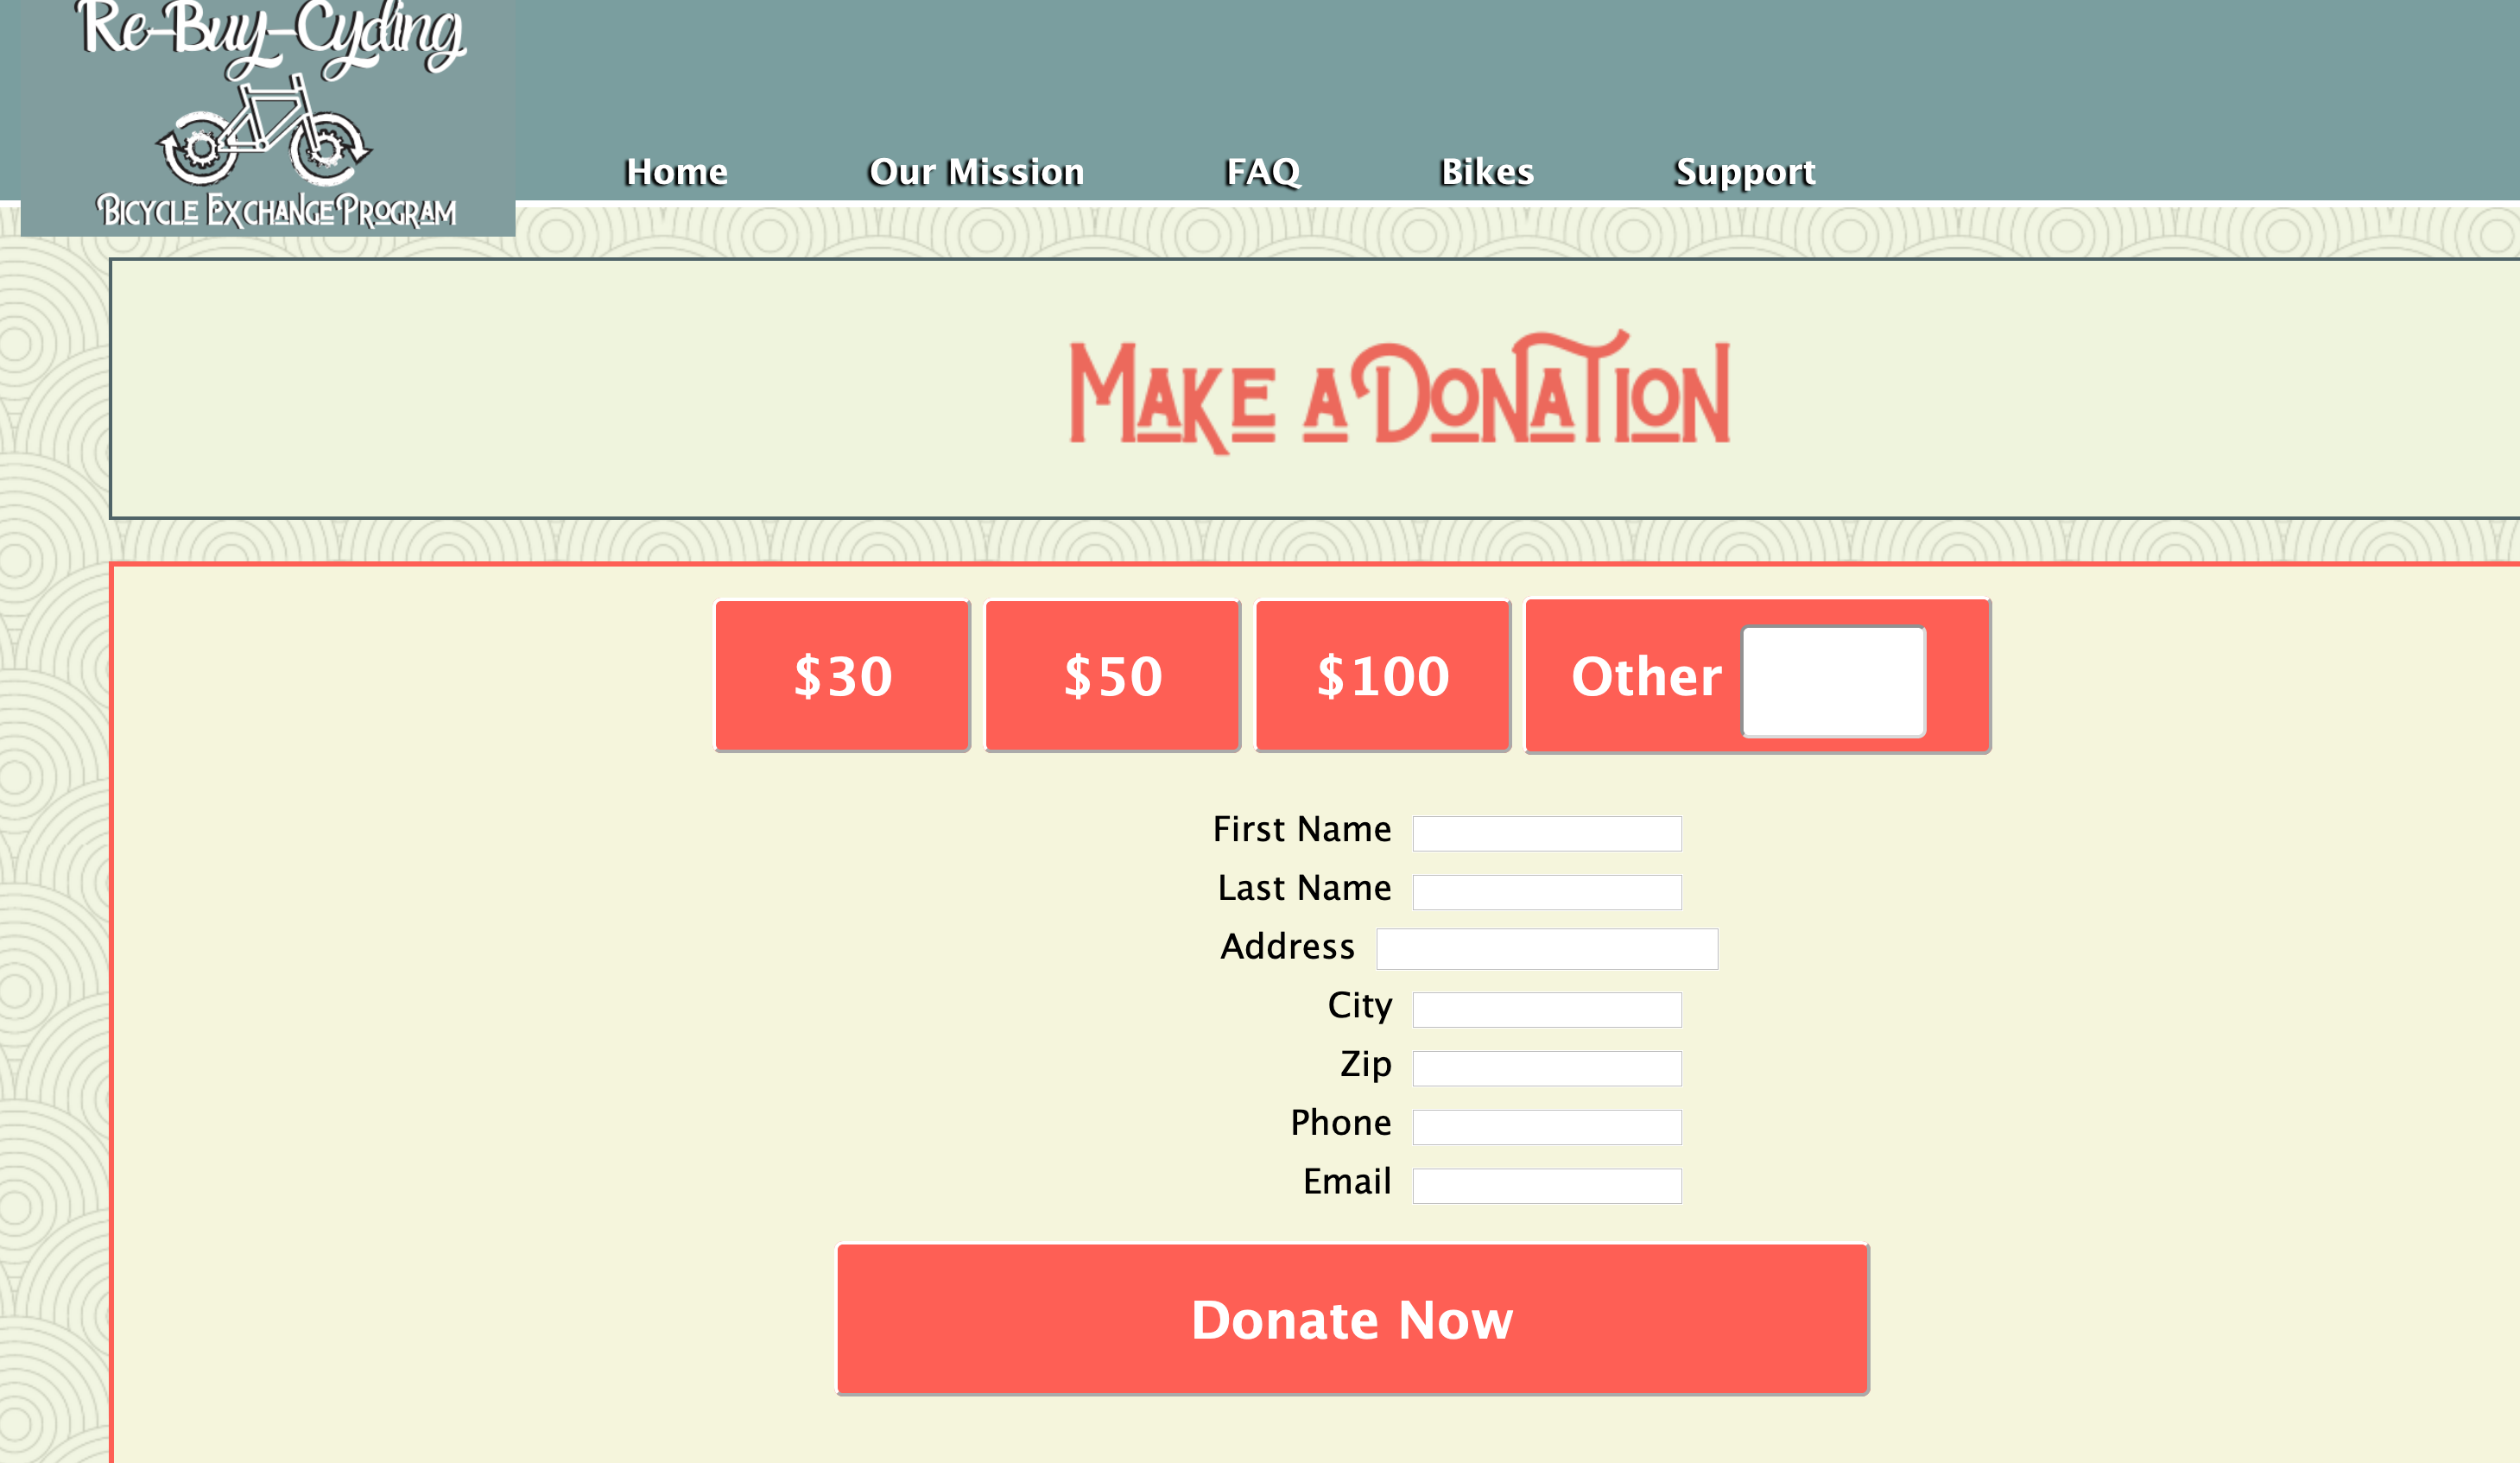 Re-Buy-Cycling
BICYCLE EXCHANGE PROGRAM
Home Our Mission FAQ Bikes Support
MAKE A DONATION
$30 $50 $100 Other
First Name
Last Name
Address
City
Zip
Phone
Email
Donate Now